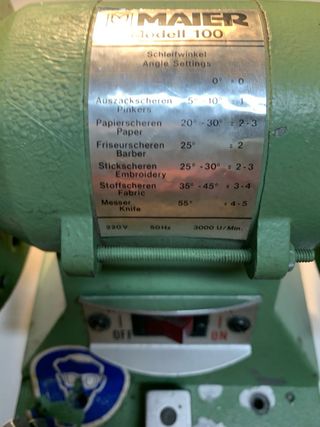 MAIER
Modell 100
Schleifwinkel
Angle Settings
0° = 0
Auszackscheren 5° -10° = 1
Pinkers
Papierscheren 20° -30° = 2-3
Paper
Friseurscheren 25° = 2
Barber
Stickscheren 25° -30° = 2-3
Embroidery
Stoffscheren 35° -45° = 3-4
Fabric
Messer 55° = 4-5
Knife
220V 50Hz 3000 U/Min.
I I
OFF ON